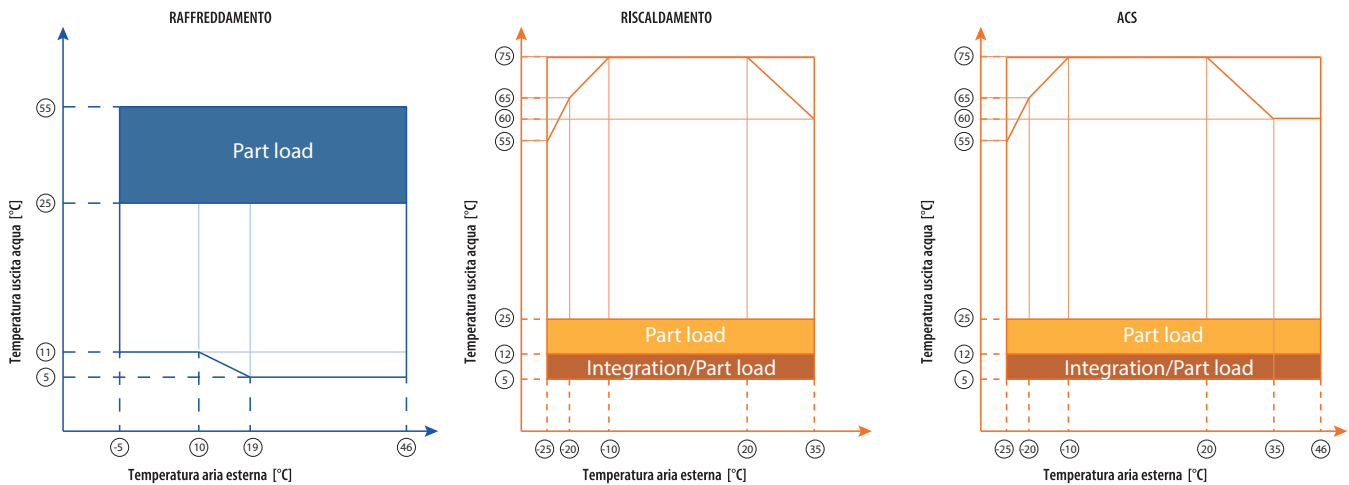 RAFFREDDAMENTO
Temperatura uscita acqua [°C]
55
25
11
5
Part load
-5
10
19
46
Temperatura aria esterna [°C]
RISCALDAMENTO
Temperatura uscita acqua [°C]
75
65
60
55
25
12
5
Part load
Integration/Part load
-25
-20
-10
20
35
Temperatura aria esterna [°C]
ACS
Temperatura uscita acqua [°C]
75
65
60
55
25
12
5
Part load
Integration/Part load
-25
-20
-10
20
35
46
Temperatura aria esterna [°C]